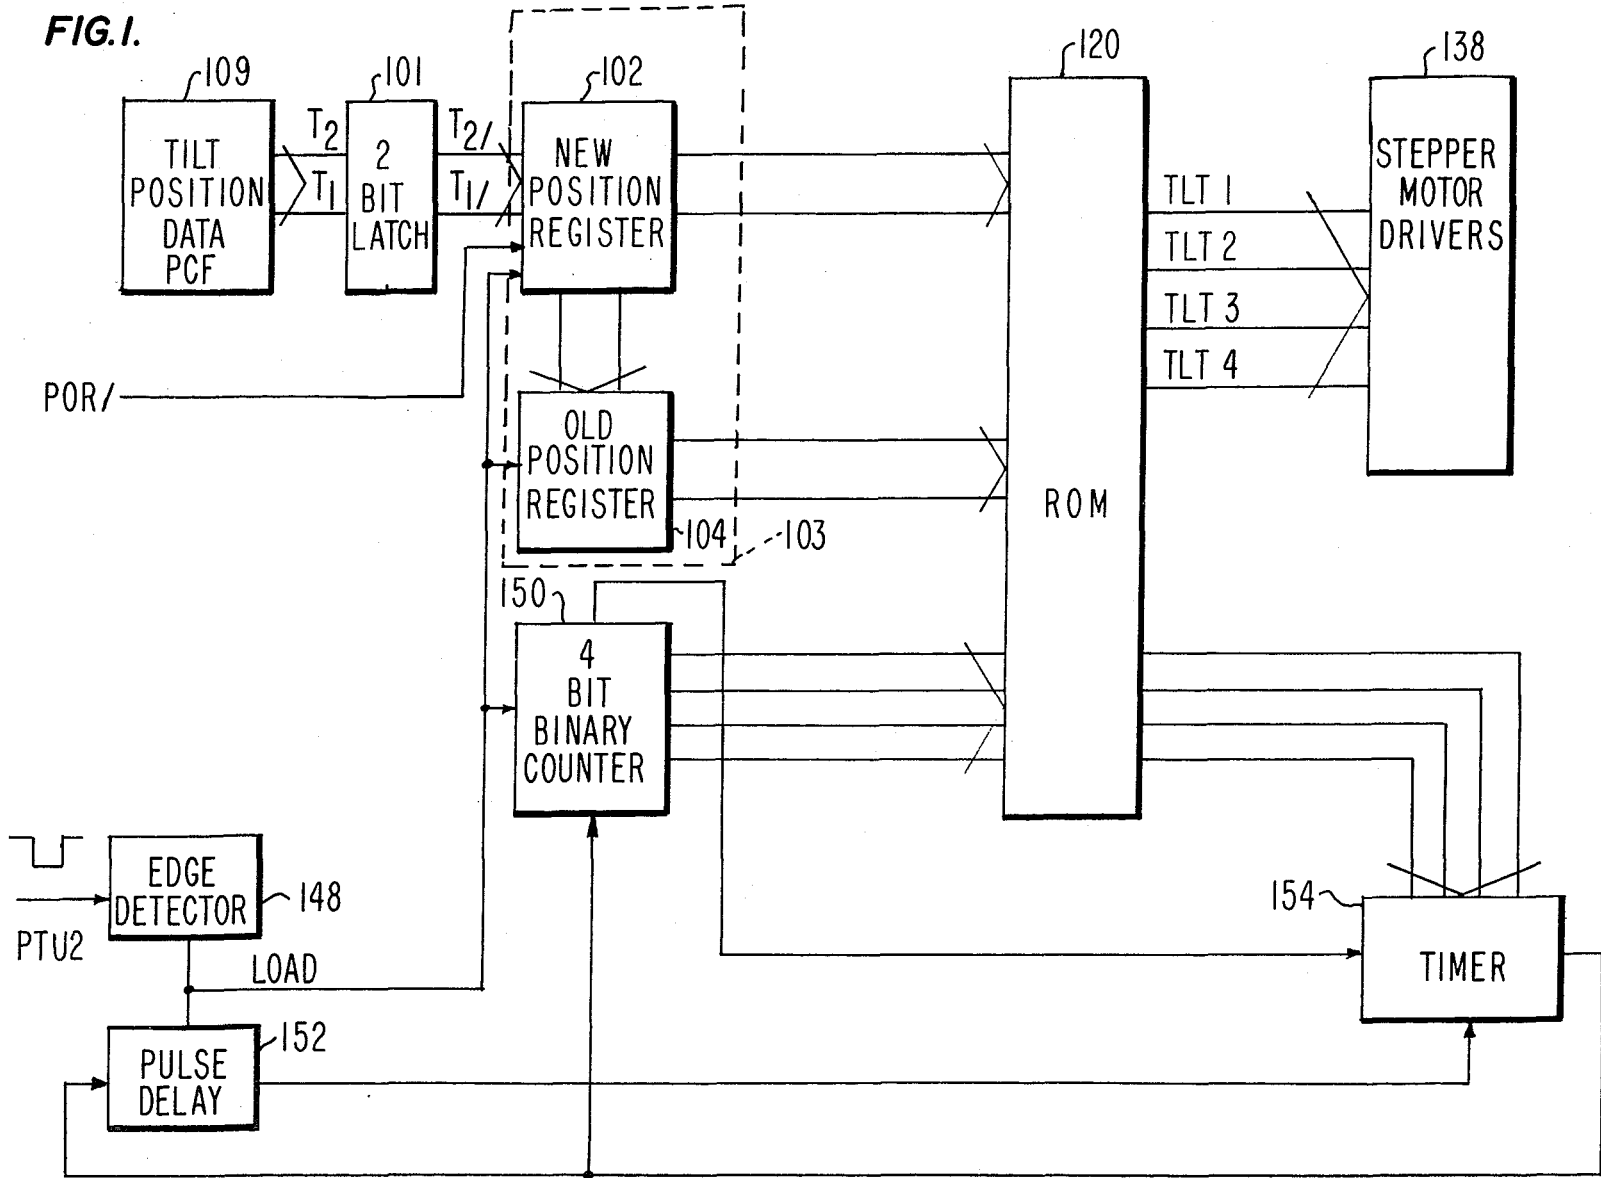 FIG.1.
109
TILT
POSITION
DATA
PCF
T2
T1
101
2
BIT
LATCH
T2/
T1/
102
NEW
POSITION
REGISTER
POR/
OLD
POSITION
REGISTER
104
103
120
ROM
TLT 1
TLT 2
TLT 3
TLT 4
138
STEPPER
MOTOR
DRIVERS
150
4
BIT
BINARY
COUNTER
EDGE
DETECTOR
148
PTU2
LOAD
152
PULSE
DELAY
154
TIMER